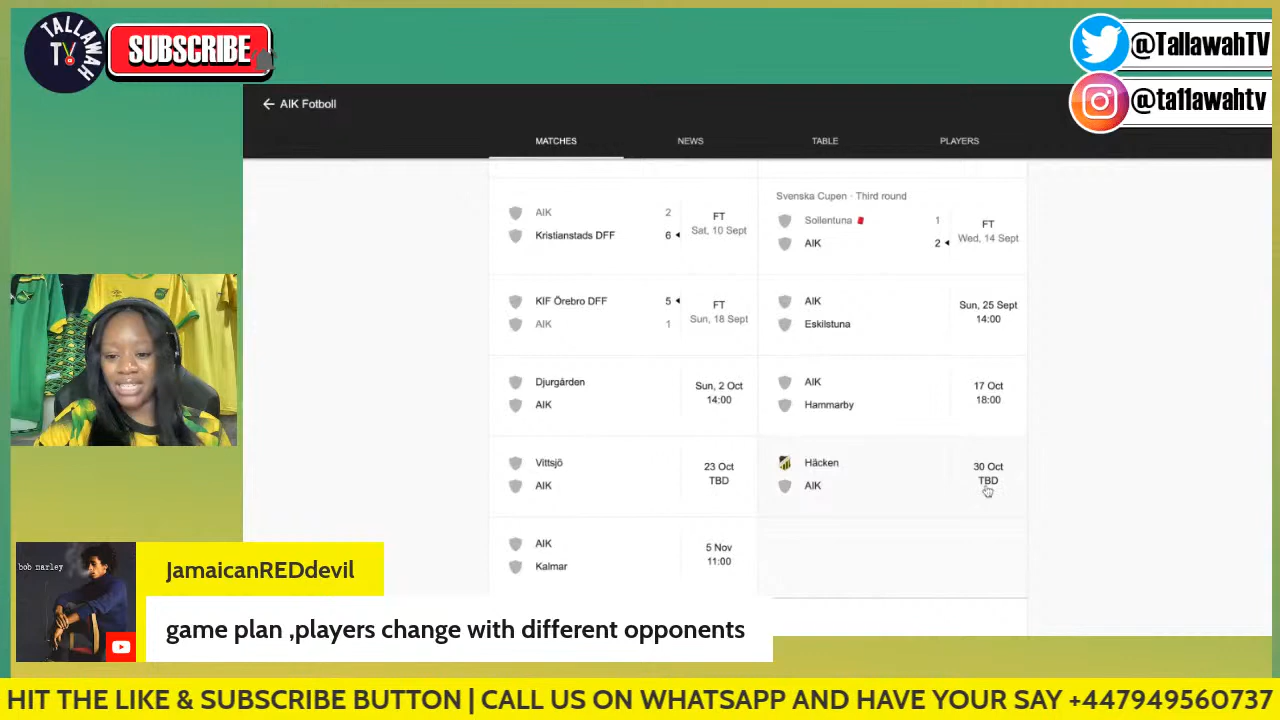 TALLAWAH
TV
SUBSCRIBE
@TallawahTV
@ta11awahtv
← AIK Fotboll
MATCHES
NEWS
TABLE
PLAYERS
AIK 2
Kristianstads DFF 6
FT
Sat, 10 Sept
Svenska Cupen · Third round
Sollentuna 1
AIK 2
FT
Wed, 14 Sept
KIF Örebro DFF 5
AIK 1
FT
Sun, 18 Sept
AIK
Eskilstuna
Sun, 25 Sept
14:00
Djurgården
AIK
Sun, 2 Oct
14:00
AIK
Hammarby
17 Oct
18:00
Vittsjö
AIK
23 Oct
TBD
Häcken
AIK
30 Oct
TBD
AIK
Kalmar
5 Nov
11:00
bob marley
JamaicanREDdevil
game plan ,players change with different opponents
HIT THE LIKE & SUBSCRIBE BUTTON | CALL US ON WHATSAPP AND HAVE YOUR SAY +447949560737